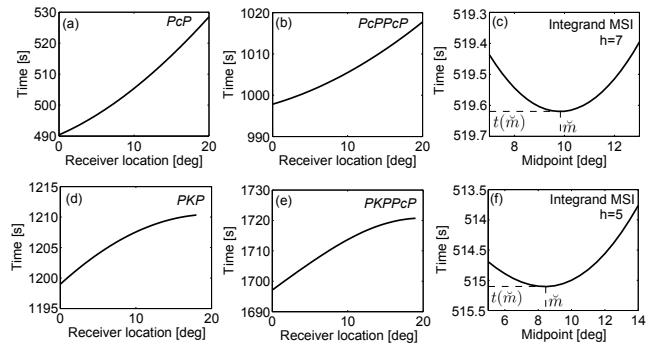 (a)
PcP
530
520
510
500
490
Time [s]
0
10
20
Receiver location [deg]
(b)
PcPPcP
1020
1010
1000
990
Time [s]
0
10
20
Receiver location [deg]
(c)
Integrand MSI
h=7
519.3
519.4
519.5
519.6
519.7
Time [s]
t(m̆)
m̆
8
10
12
Midpoint [deg]
(d)
PKP
1215
1210
1205
1200
1195
Time [s]
0
10
20
Receiver location [deg]
(e)
PKPPcP
1730
1720
1710
1700
1690
Time [s]
0
10
20
Receiver location [deg]
(f)
Integrand MSI
h=5
513.5
514
514.5
515
515.5
Time [s]
t(m̆)
m̆
6
8
10
12
14
Midpoint [deg]